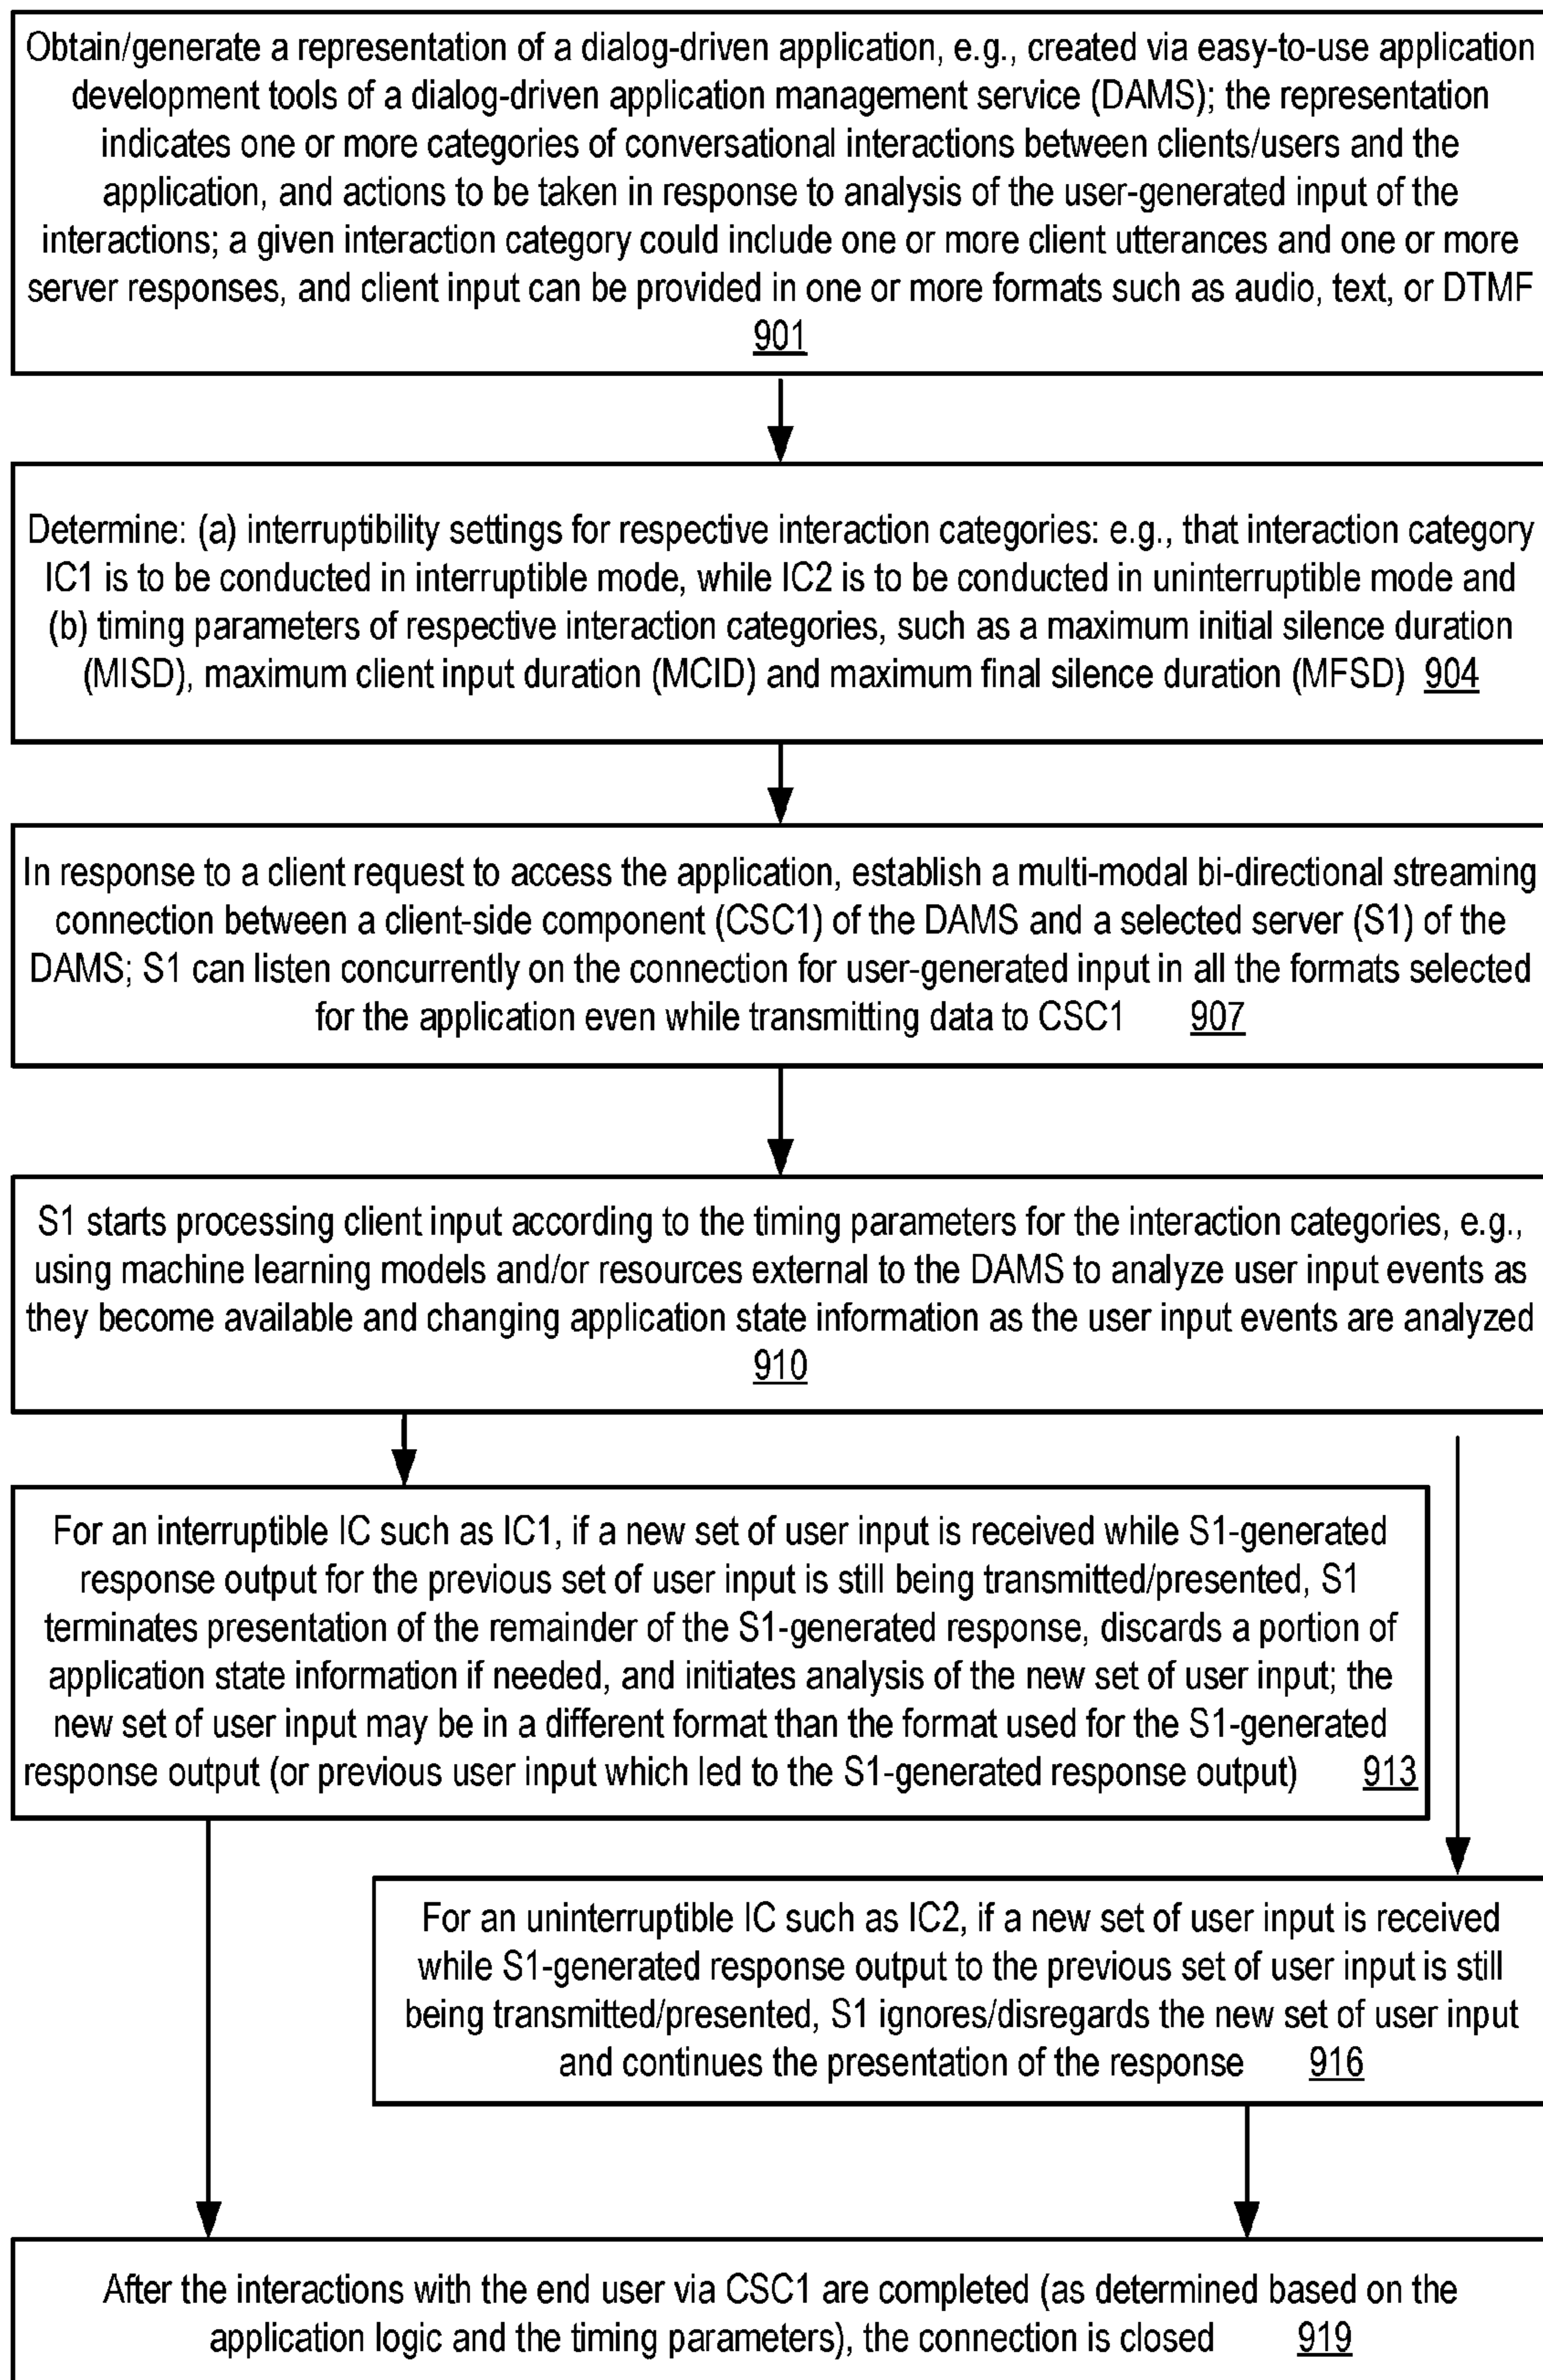 Obtain/generate a representation of a dialog-driven application, e.g., created via easy-to-use application
development tools of a dialog-driven application management service (DAMS); the representation
indicates one or more categories of conversational interactions between clients/users and the
application, and actions to be taken in response to analysis of the user-generated input of the
interactions; a given interaction category could include one or more client utterances and one or more
server responses, and client input can be provided in one or more formats such as audio, text, or DTMF
901
Determine: (a) interruptibility settings for respective interaction categories: e.g., that interaction category
IC1 is to be conducted in interruptible mode, while IC2 is to be conducted in uninterruptible mode and
(b) timing parameters of respective interaction categories, such as a maximum initial silence duration
(MISD), maximum client input duration (MCID) and maximum final silence duration (MFSD) 904
In response to a client request to access the application, establish a multi-modal bi-directional streaming
connection between a client-side component (CSC1) of the DAMS and a selected server (S1) of the
DAMS; S1 can listen concurrently on the connection for user-generated input in all the formats selected
for the application even while transmitting data to CSC1 907
S1 starts processing client input according to the timing parameters for the interaction categories, e.g.,
using machine learning models and/or resources external to the DAMS to analyze user input events as
they become available and changing application state information as the user input events are analyzed
910
For an interruptible IC such as IC1, if a new set of user input is received while S1-generated
response output for the previous set of user input is still being transmitted/presented, S1
terminates presentation of the remainder of the S1-generated response, discards a portion of
application state information if needed, and initiates analysis of the new set of user input; the
new set of user input may be in a different format than the format used for the S1-generated
response output (or previous user input which led to the S1-generated response output) 913
For an uninterruptible IC such as IC2, if a new set of user input is received
while S1-generated response output to the previous set of user input is still
being transmitted/presented, S1 ignores/disregards the new set of user input
and continues the presentation of the response 916
After the interactions with the end user via CSC1 are completed (as determined based on the
application logic and the timing parameters), the connection is closed 919